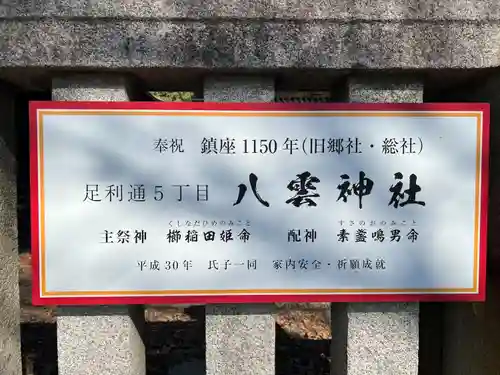 奉祝 鎮座1150年(旧郷社・総社)
足利通5丁目 八雲神社
くしなだひめのみこと すさのおのみこと
主祭神 櫛稲田姫命 配神 素盞嗚男命
平成30年 氏子一同 家内安全・祈願成就